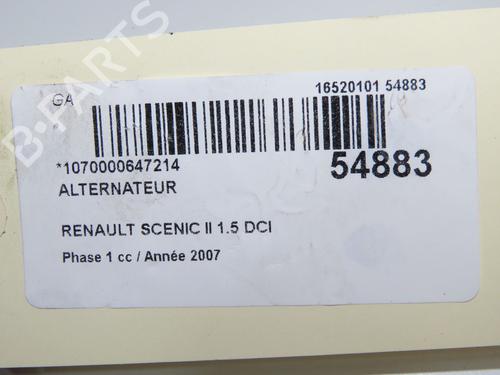 B-PARTS
GA
16520101 54883
*1070000647214
54883
ALTERNATEUR
RENAULT SCENIC II 1.5 DCI
Phase 1 cc / Année 2007